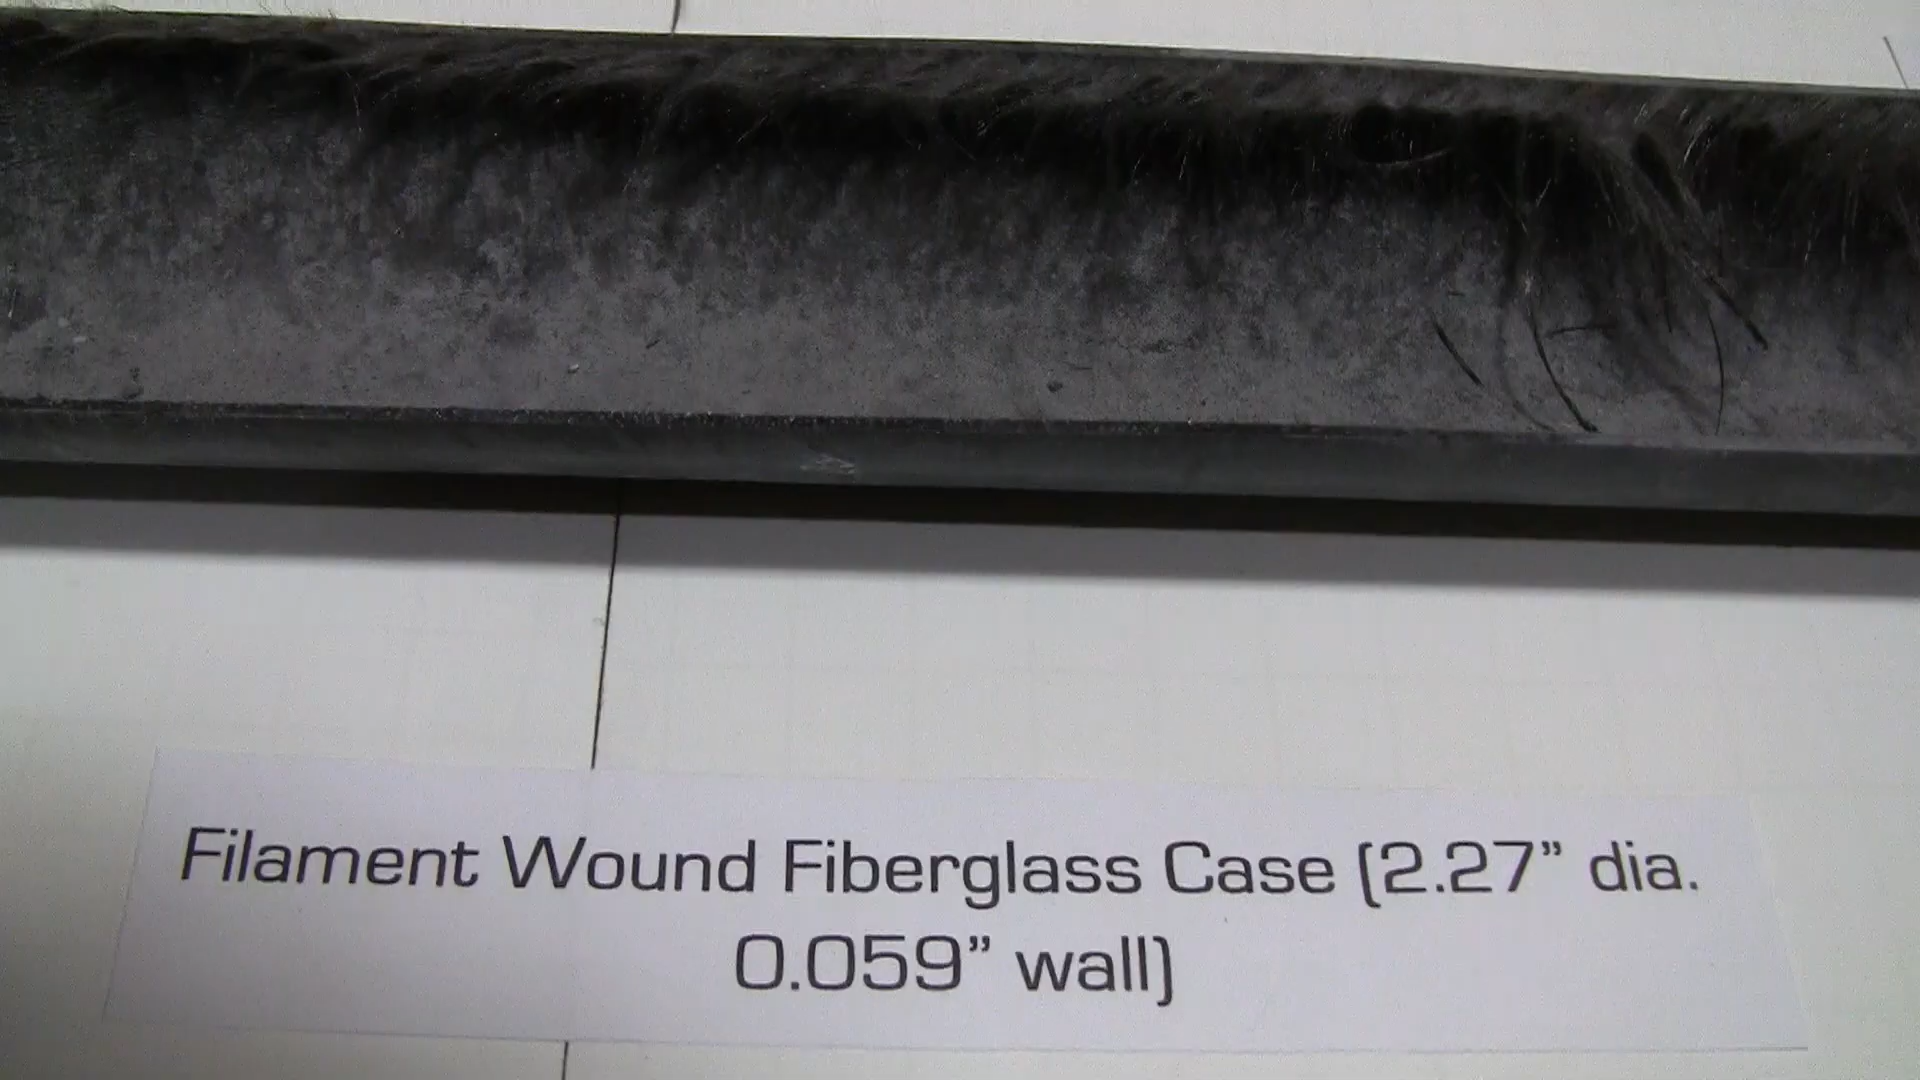 Filament Wound Fiberglass Case (2.27” dia.
0.059” wall)